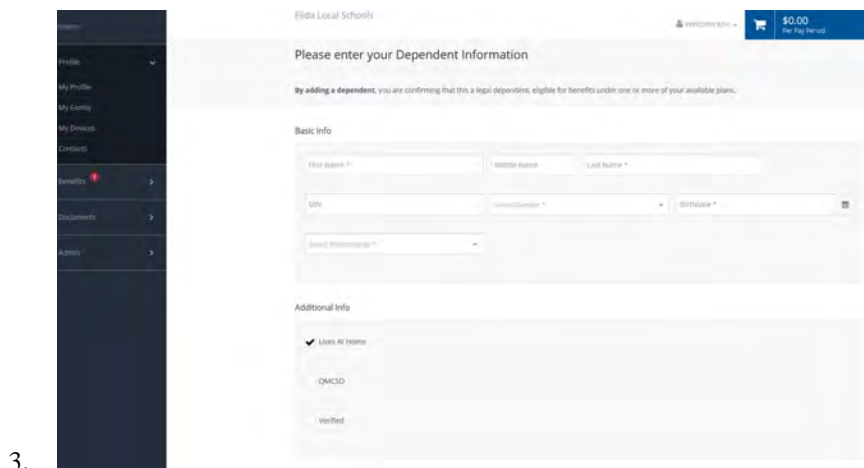 Elida Local Schools
$0.00
Per Pay Period
Profile
My Profile
My Family
My Devices
Contacts
Benefits
Documents
Admin
Please enter your Dependent Information
By adding a dependent, you are confirming that this a legal dependent, eligible for benefits under one or more of your available plans.
Basic Info
First Name *
Middle Name
Last Name *
SSN
Select Gender *
Birthdate *
Select Relationship *
Additional Info
Lives At Home
QMCSO
Verified
3.